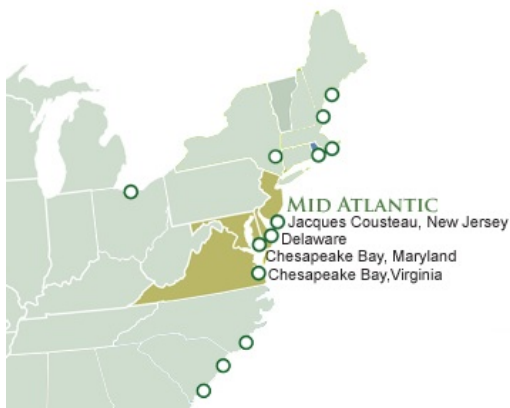 MID ATLANTIC
Jacques Cousteau, New Jersey
Delaware
Chesapeake Bay, Maryland
Chesapeake Bay,Virginia